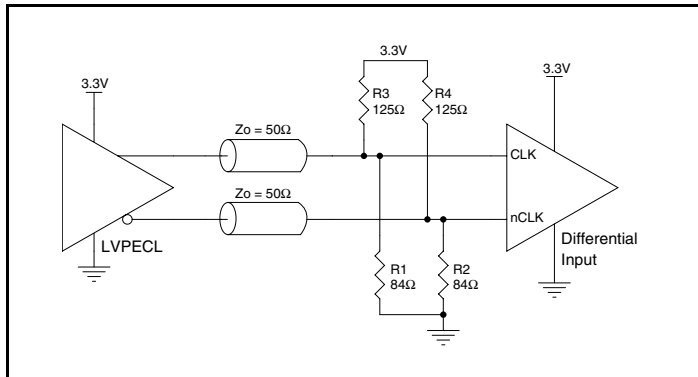 3.3V
R3
125Ω
R4
125Ω
3.3V
3.3V
Zo = 50Ω
CLK
Zo = 50Ω
nCLK
LVPECL
R1
84Ω
R2
84Ω
Differential
Input